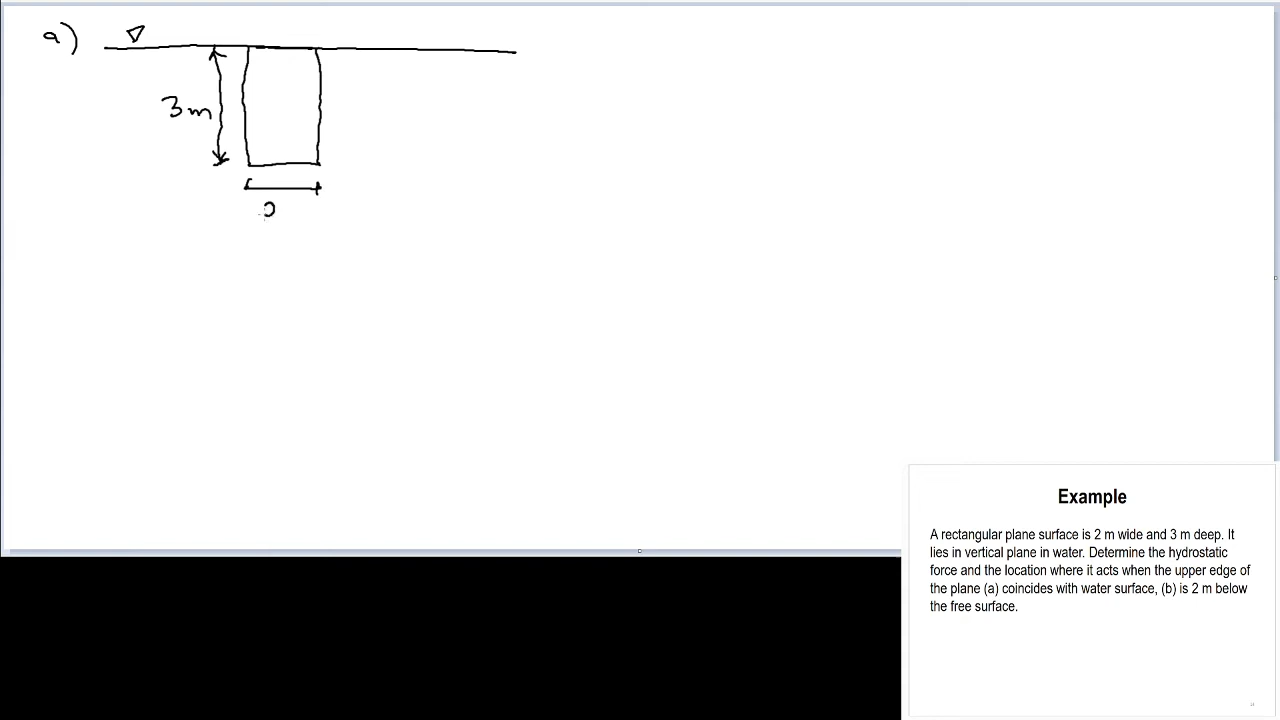 a)
3m
Example
A rectangular plane surface is 2 m wide and 3 m deep. It
lies in vertical plane in water. Determine the hydrostatic
force and the location where it acts when the upper edge of
the plane (a) coincides with water surface, (b) is 2 m below
the free surface.